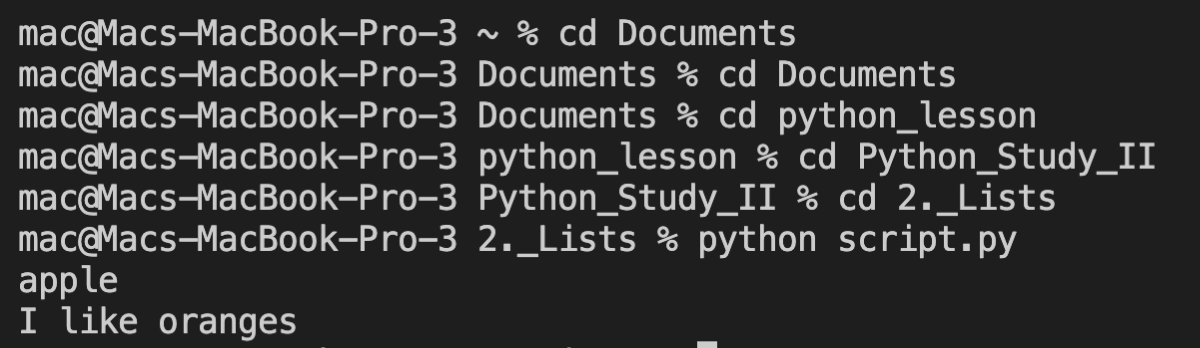 mac@Macs-MacBook-Pro-3 ~ % cd Documents
mac@Macs-MacBook-Pro-3 Documents % cd Documents
mac@Macs-MacBook-Pro-3 Documents % cd python_lesson
mac@Macs-MacBook-Pro-3 python_lesson % cd Python_Study_II
mac@Macs-MacBook-Pro-3 Python_Study_II % cd 2._Lists
mac@Macs-MacBook-Pro-3 2._Lists % python script.py
apple
I like oranges